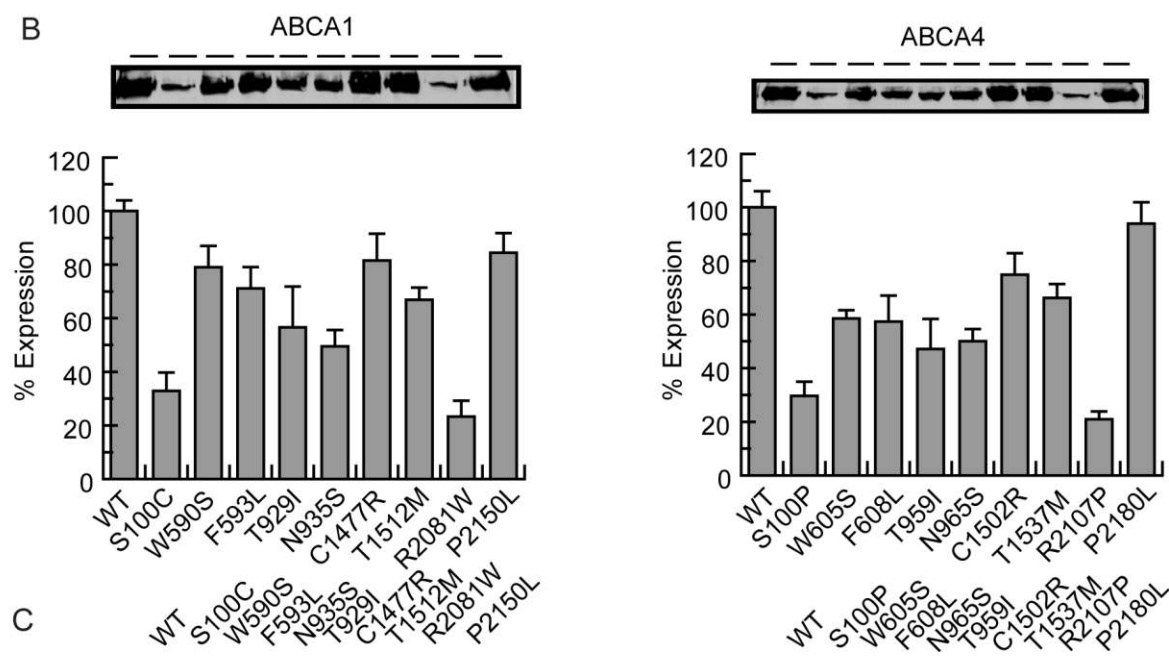 B
ABCA1
ABCA4
120
100
80
60
40
20
0
% Expression
WT
S100C
W590S
F593L
T929I
N935S
C1477R
T1512M
R2081W
P2150L
120
100
80
60
40
20
0
% Expression
WT
S100P
W605S
F608L
T959I
N965S
C1502R
T1537M
R2107P
P2180L
C
WT
S100C
W590S
F593L
N935S
T929I
C1477R
T1512M
R2081W
P2150L
WT
S100P
W605S
F608L
N965S
T959I
C1502R
T1537M
R2107P
P2180L